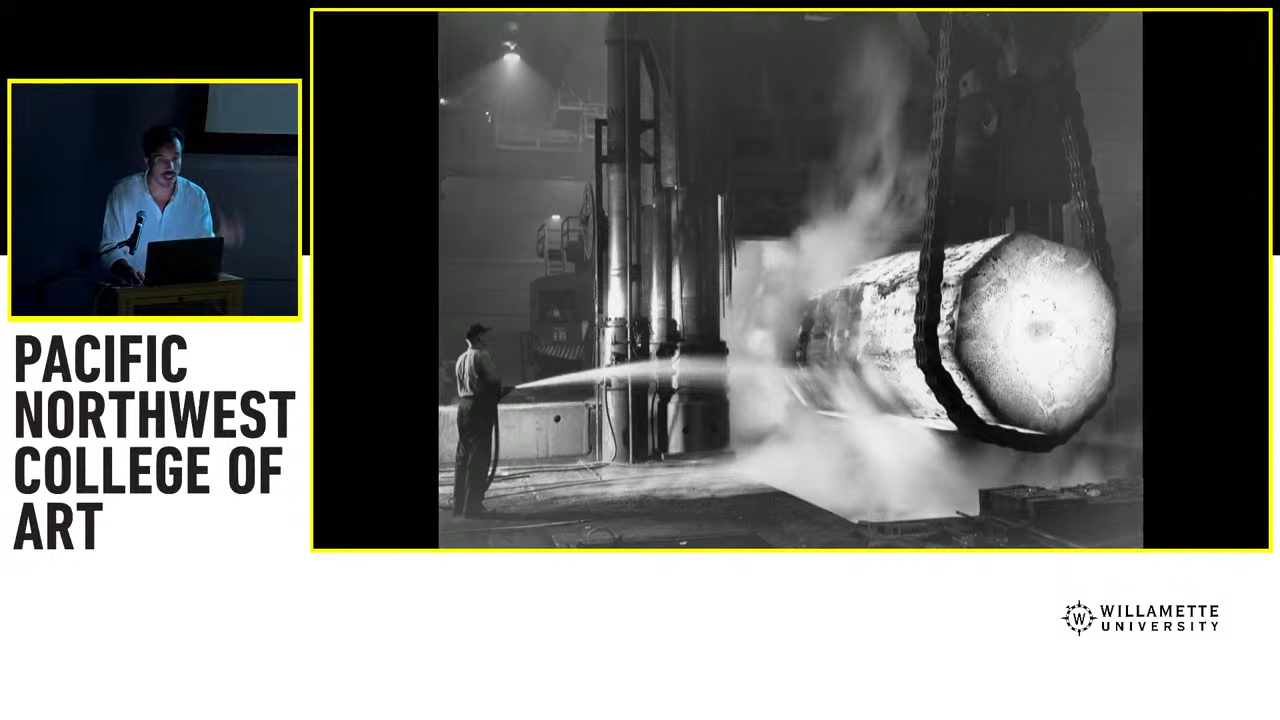 PACIFIC
NORTHWEST
COLLEGE OF
ART
WILLAMETTE
UNIVERSITY
W